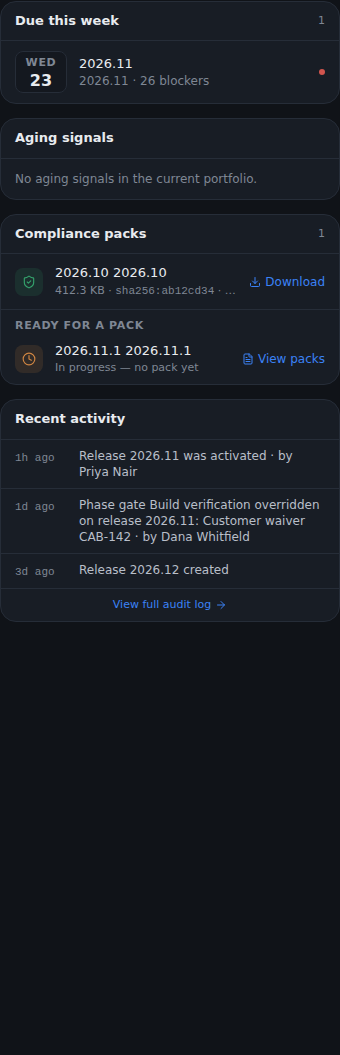 Due this week 1
WED
23
2026.11
2026.11 · 26 blockers
Aging signals
No aging signals in the current portfolio.
Compliance packs 1
2026.10 2026.10
412.3 KB · sha256:ab12cd34 · …
Download
READY FOR A PACK
2026.11.1 2026.11.1
In progress — no pack yet
View packs
Recent activity
1h ago Release 2026.11 was activated · by
Priya Nair
1d ago Phase gate Build verification overridden
on release 2026.11: Customer waiver
CAB-142 · by Dana Whitfield
3d ago Release 2026.12 created
View full audit log →